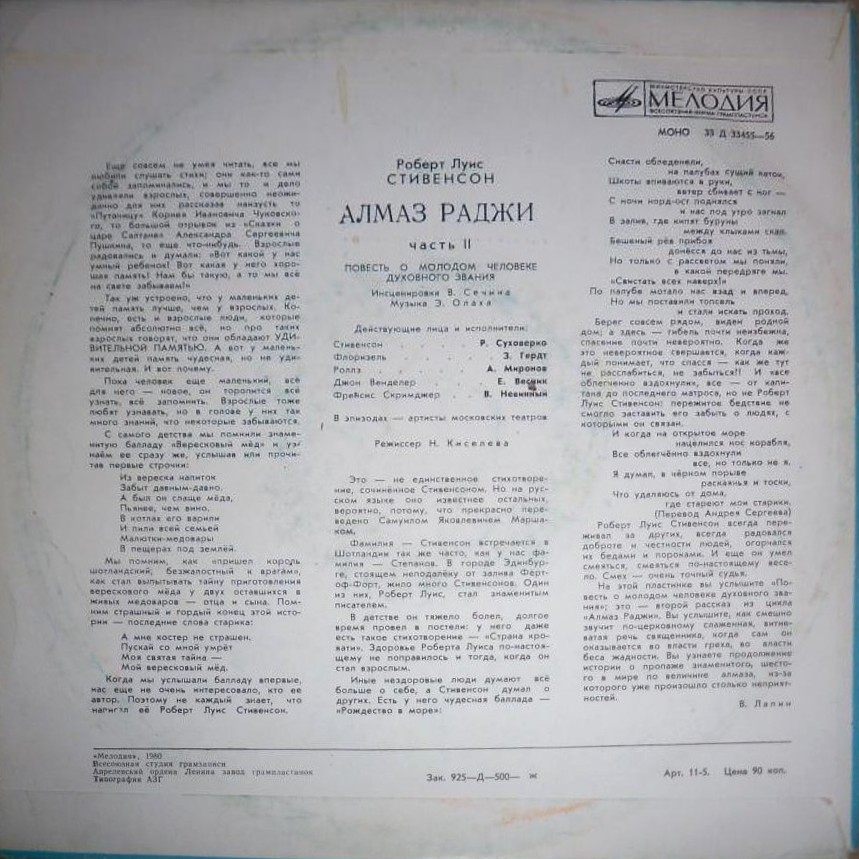 МИНИСТЕРСТВО КУЛЬТУРЫ СССР
МЕЛОДИЯ
ВСЕСОЮЗНАЯ ФИРМА ГРАМПЛАСТИНОК
МОНО 33 Д 33455—56
Еще совсем не умея читать, все мы
любили слушать стихи; они как-то сами
собой запоминались, и мы то и дело
удивляли взрослых, совершенно неожи-
данно для них рассказав наизусть то
«Путаницу» Корнея Ивановича Чуковско-
го, то большой отрывок из «Сказки о
царе Салтане» Александра Сергеевича
Пушкина, то еще что-нибудь. Взрослые
радовались и думали: «Вот какой у нас
умный ребенок! Вот какая у него хоро-
шая память! Нам бы такую, а то мы всё
на свете забываем!»
Так уж устроено, что у маленьких де-
тей память лучше, чем у взрослых. Ко-
нечно, есть и взрослые люди, которые
помнят абсолютно всё, но про таких
взрослых говорят, что они обладают УДИ-
ВИТЕЛЬНОЙ ПАМЯТЬЮ. А вот у малень-
ких детей память чудесная, но не уди-
вительная. И вот почему.
Пока человек еще маленький, всё
для него — новое, он торопится всё
узнать, всё запомнить. Взрослые тоже
любят узнавать, но в голове у них так
много знаний, что некоторые забываются.
С самого детства мы помнили знаме-
нитую балладу «Вересковый мёд» и уз-
наём ее сразу же, услышав или прочи-
тав первые строчки:
Из вереска напиток
Забыт давным-давно.
А был он слаще мёда,
Пьянее, чем вино.
В котлах его варили
И пили всей семьей
Малютки-медовары
В пещерах под землёй.
Мы помним, как «пришел король
шотландский, безжалостный к врагам»,
как стал выпытывать тайну приготовления
верескового мёда у двух оставшихся в
живых медоваров — отца и сына. Пом-
ним страшный и гордый конец этой исто-
рии — последние слова старика:
А мне костер не страшен.
Пускай со мной умрёт
Моя святая тайна —
Мой вересковый мед.
Когда мы услышали балладу впервые,
нас еще не очень интересовало, кто ее
автор. Поэтому не каждый знает, что
написал её Роберт Луис Стивенсон.
Роберт Луис
СТИВЕНСОН
АЛМАЗ РАДЖИ
часть II
ПОВЕСТЬ О МОЛОДОМ ЧЕЛОВЕКЕ
ДУХОВНОГО ЗВАНИЯ
Инсценировка В. Сечина
Музыка Э. Олаха
Действующие лица и исполнители:
Стивенсон . . . . . Р. Суховерко
Флоризель . . . . . З. Гердт
Роллз . . . . . А. Миронов
Джон Венделер . . . . Е. Весник
Фрэнсис Скримджер . . В. Невинный
В эпизодах — артисты московских театров
Режиссер Н. Киселева
Это — не единственное стихотворе-
ние, сочинённое Стивенсоном. Но на рус-
ском языке оно известнее остальных,
вероятно, потому, что прекрасно пере-
ведено Самуилом Яковлевичем Марша-
ком.
Фамилия — Стивенсон встречается в
Шотландии так же часто, как у нас фа-
милия — Степанов. В городе Эдинбур-
ге, стоящем неподалёку от залива Ферт-
оф-Форт, жило много Стивенсонов. Один
из них, Роберт Луис, стал знаменитым
писателем.
В детстве он тяжело болел, долгое
время провел в постели: у него даже
есть такое стихотворение — «Страна кро-
вати». Здоровье Роберта Луиса по-настоя-
щему не поправилось и тогда, когда он
стал взрослым.
Иные нездоровые люди думают всё
больше о себе, а Стивенсон думал о
других. Есть у него чудесная баллада —
«Рождество в море»:
Снасти обледенели,
на палубах сущий каток,
Шкоты впиваются в руки,
ветер сбивает с ног —
С ночи норд-ост поднялся
и нас под утро загнал
В залив, где кипят буруны
между клыками скал.
Бешеный рёв прибоя
донёсся до нас из тьмы,
Но только с рассветом мы поняли,
в какой передряге мы.
«Свистать всех наверх!»
По палубе мотало нас взад и вперед,
Но мы поставили топсель
и стали искать проход.
Берег совсем рядом, виден родной
дом; а здесь — гибель почти неизбежна,
спасение почти невероятно. Когда же
это невероятное свершается, когда каж-
дый понимает, что спасся — как же тут
не расслабиться, не забыться!! И «все
облегченно вздохнули», все — от капи-
тана до последнего матроса, но не Роберт
Луис Стивенсон: пережитое бедствие не
смогло заставить его забыть о людях, с
которыми он связан.
И когда на открытое море
нацелился нос корабля,
Все облегчённо вздохнули
все, но только не я.
Я думал, в чёрном порыве
раскаянья и тоски,
Что удаляюсь от дома,
где стареют мои старики.
(Перевод Андрея Сергеева)
Роберт Луис Стивенсон всегда пере-
живал за других, всегда радовался
доброте и честности людей, огорчался
их бедами и пороками. И еще он умел
смеяться, смеяться по-настоящему весе-
ло. Смех — очень точный судья.
На этой пластинке вы услышите «По-
весть о молодом человеке духовного зва-
ния»; это — второй рассказ из цикла
«Алмаз Раджи». Вы услышите, как смешно
звучит по-церковному слаженная, витие-
ватая речь священника, когда сам он
оказывается во власти греха, во власти
беса жадности. Вы узнаете продолжение
истории о пропаже знаменитого, шесто-
го в мире по величине алмаза, из-за
которого уже произошло столько неприят-
ностей.
В. Лапин
«Мелодия», 1980
Всесоюзная студия грамзаписи
Апрелевский ордена Ленина завод грампластинок
Типография АЗГ
Зак. 925—Д—500— ж
Арт. 11-5. Цена 90 коп.